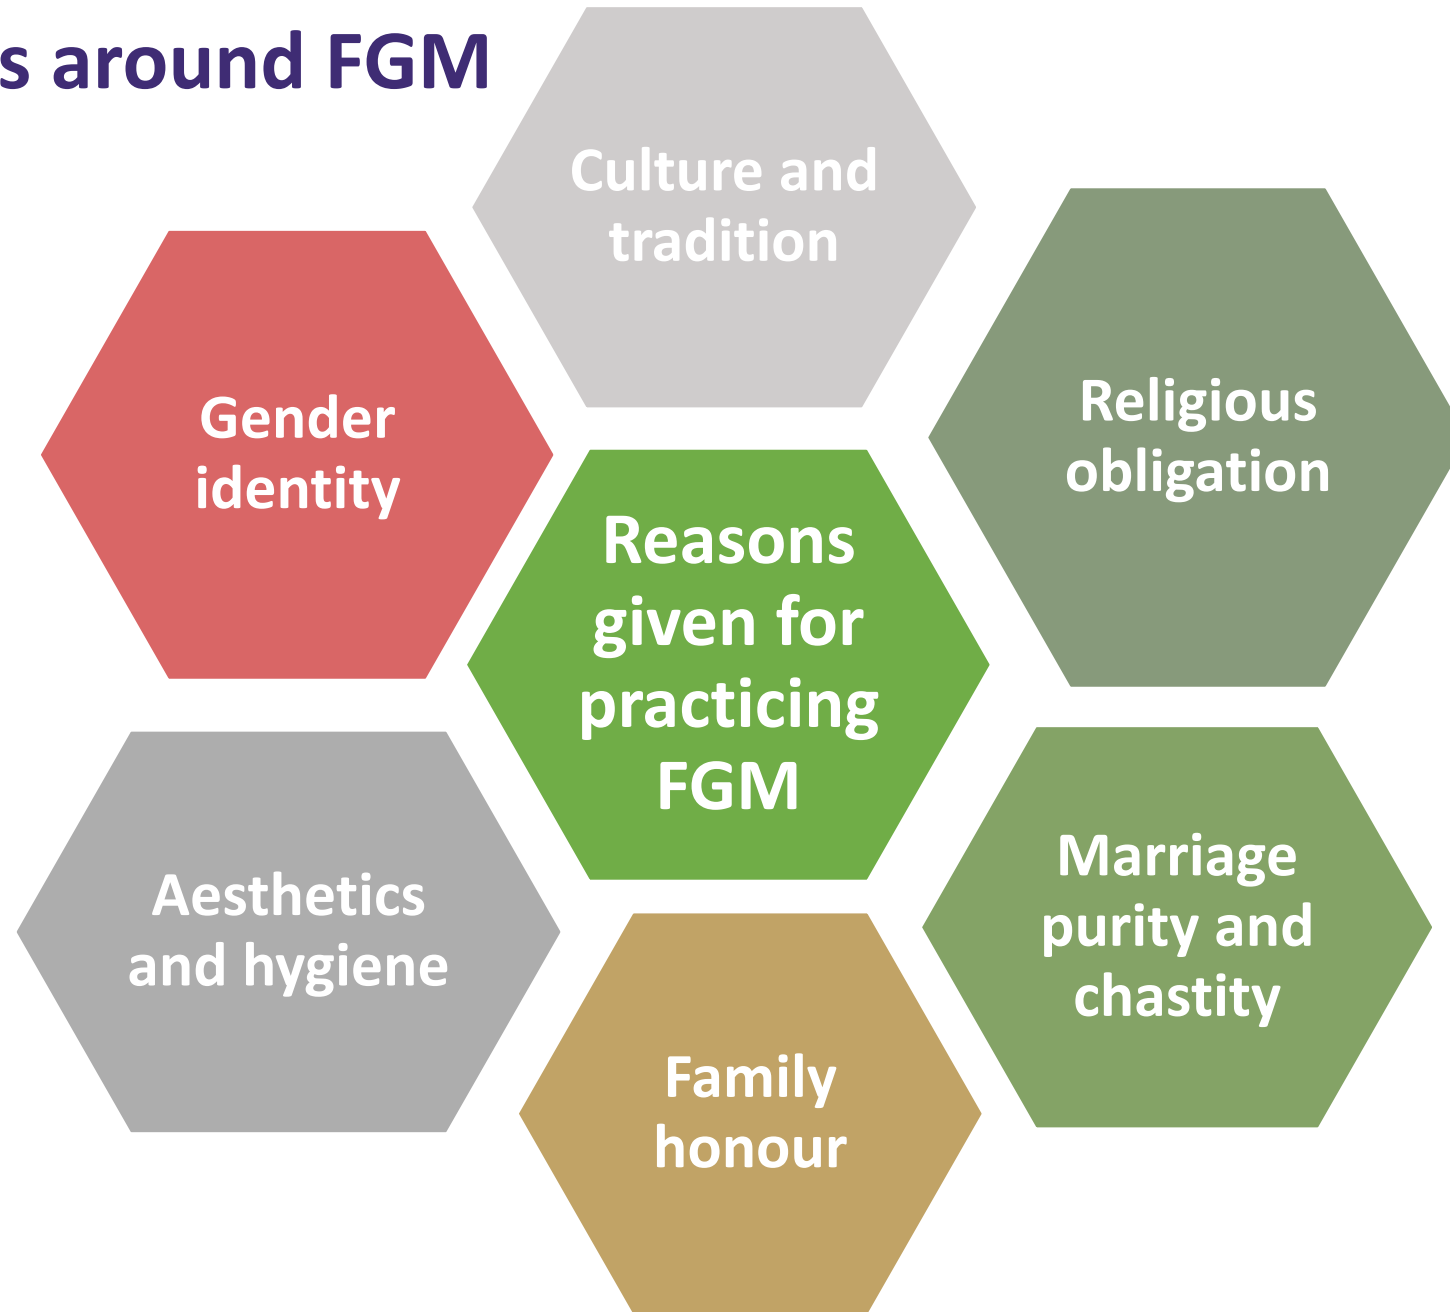 s around FGM
Culture and
tradition
Gender
identity
Religious
obligation
Reasons
given for
practicing
FGM
Aesthetics
and hygiene
Marriage
purity and
chastity
Family
honour